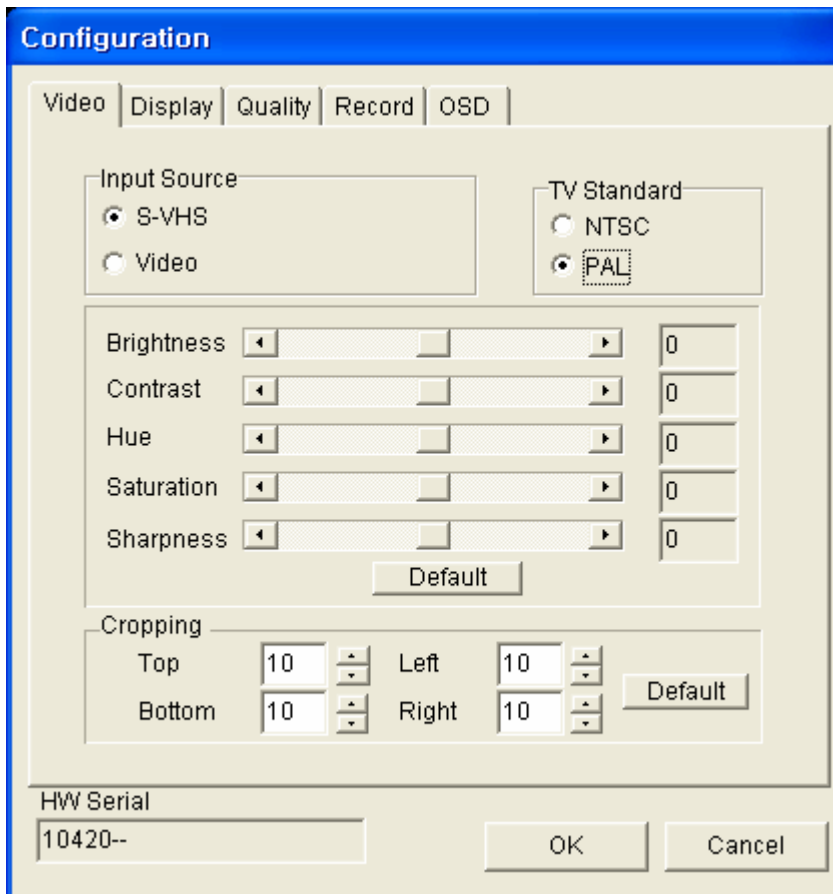 Configuration
Video Display Quality Record OSD
Input Source
S-VHS
Video
TV Standard
NTSC
PAL
Brightness 0
Contrast 0
Hue 0
Saturation 0
Sharpness 0
Default
Cropping
Top 10 Left 10
Bottom 10 Right 10
Default
HW Serial
10420--
OK Cancel